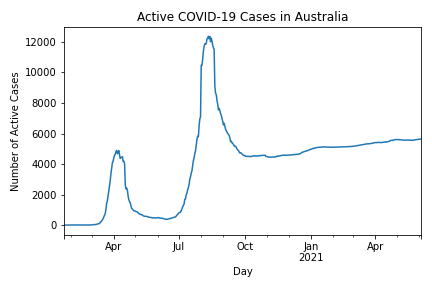 Active COVID-19 Cases in Australia
Number of Active Cases
12000
10000
8000
6000
4000
2000
0
Apr Jul Oct Jan Apr
2021
Day